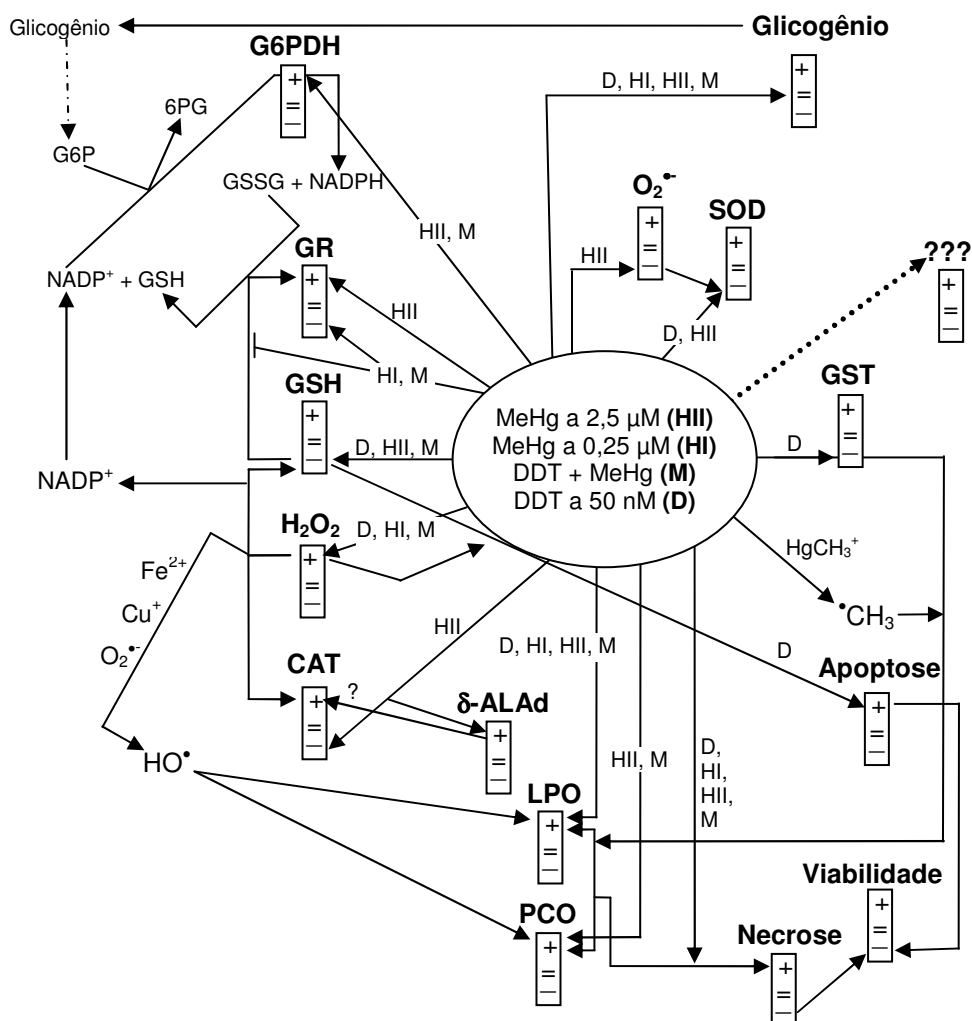 Glicogênio
Glicogênio
G6PDH
+
=
–
+
=
–
D, HI, HII, M
6PG
G6P
GSSG + NADPH
O₂•-
+
=
–
SOD
+
=
–
HII, M
HII
???
+
=
–
GR
+
=
–
NADP⁺ + GSH
HII
D, HII
HI, M
GST
+
=
–
GSH
+
=
–
MeHg a 2,5 µM (HII)
MeHg a 0,25 µM (HI)
DDT + MeHg (M)
DDT a 50 nM (D)
D, HII, M
D
NADP⁺
H₂O₂
+
=
–
D, HI, M
HgCH₃⁺
Fe²⁺
Cu⁺
O₂•-
•CH₃
HII
D, HI, HII, M
D
Apoptose
+
=
–
CAT
+
=
–
?
δ-ALAd
+
=
–
HII, M
D,
HI,
HII,
M
HO•
LPO
+
=
–
Viabilidade
+
=
–
PCO
+
=
–
Necrose
+
=
–